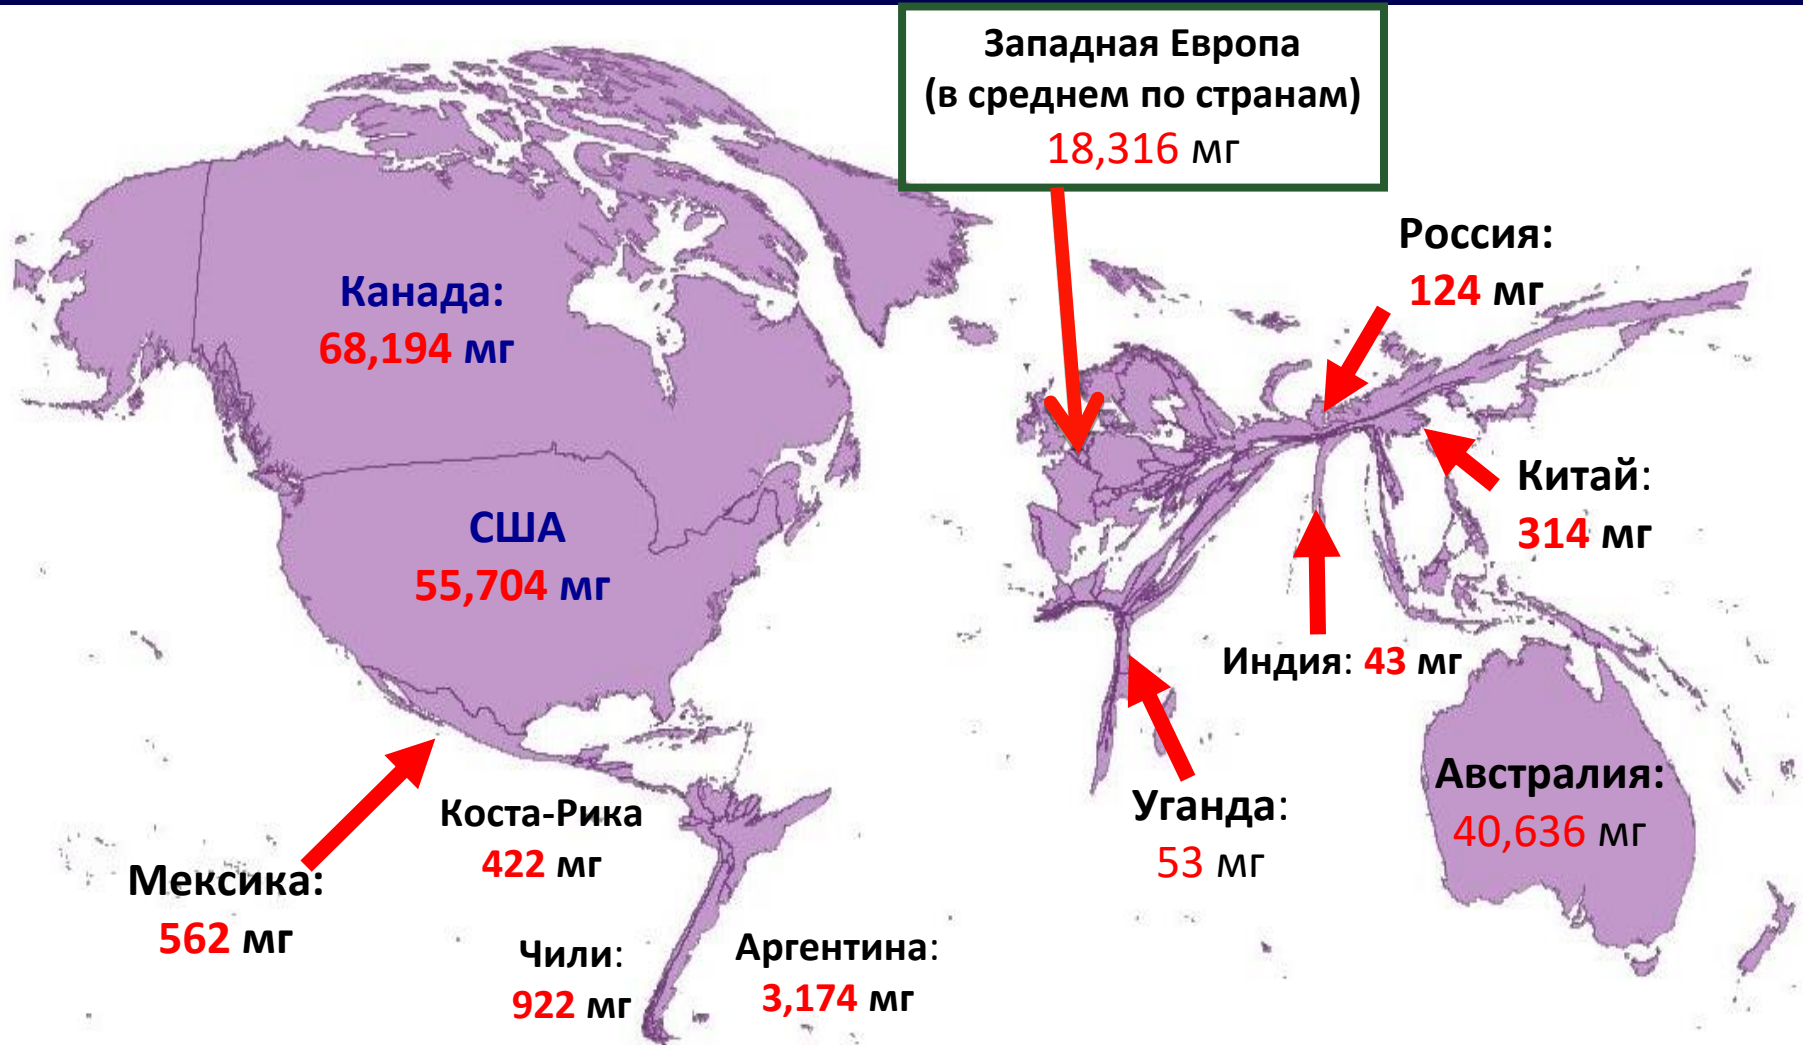 Западная Европа
(в среднем по странам)
18,316 мг
Россия:
124 мг
Канада:
68,194 мг
Китай:
314 мг
США
55,704 мг
Индия: 43 мг
Австралия:
40,636 мг
Уганда:
53 мг
Коста-Рика
422 мг
Мексика:
562 мг
Чили:
922 мг
Аргентина:
3,174 мг